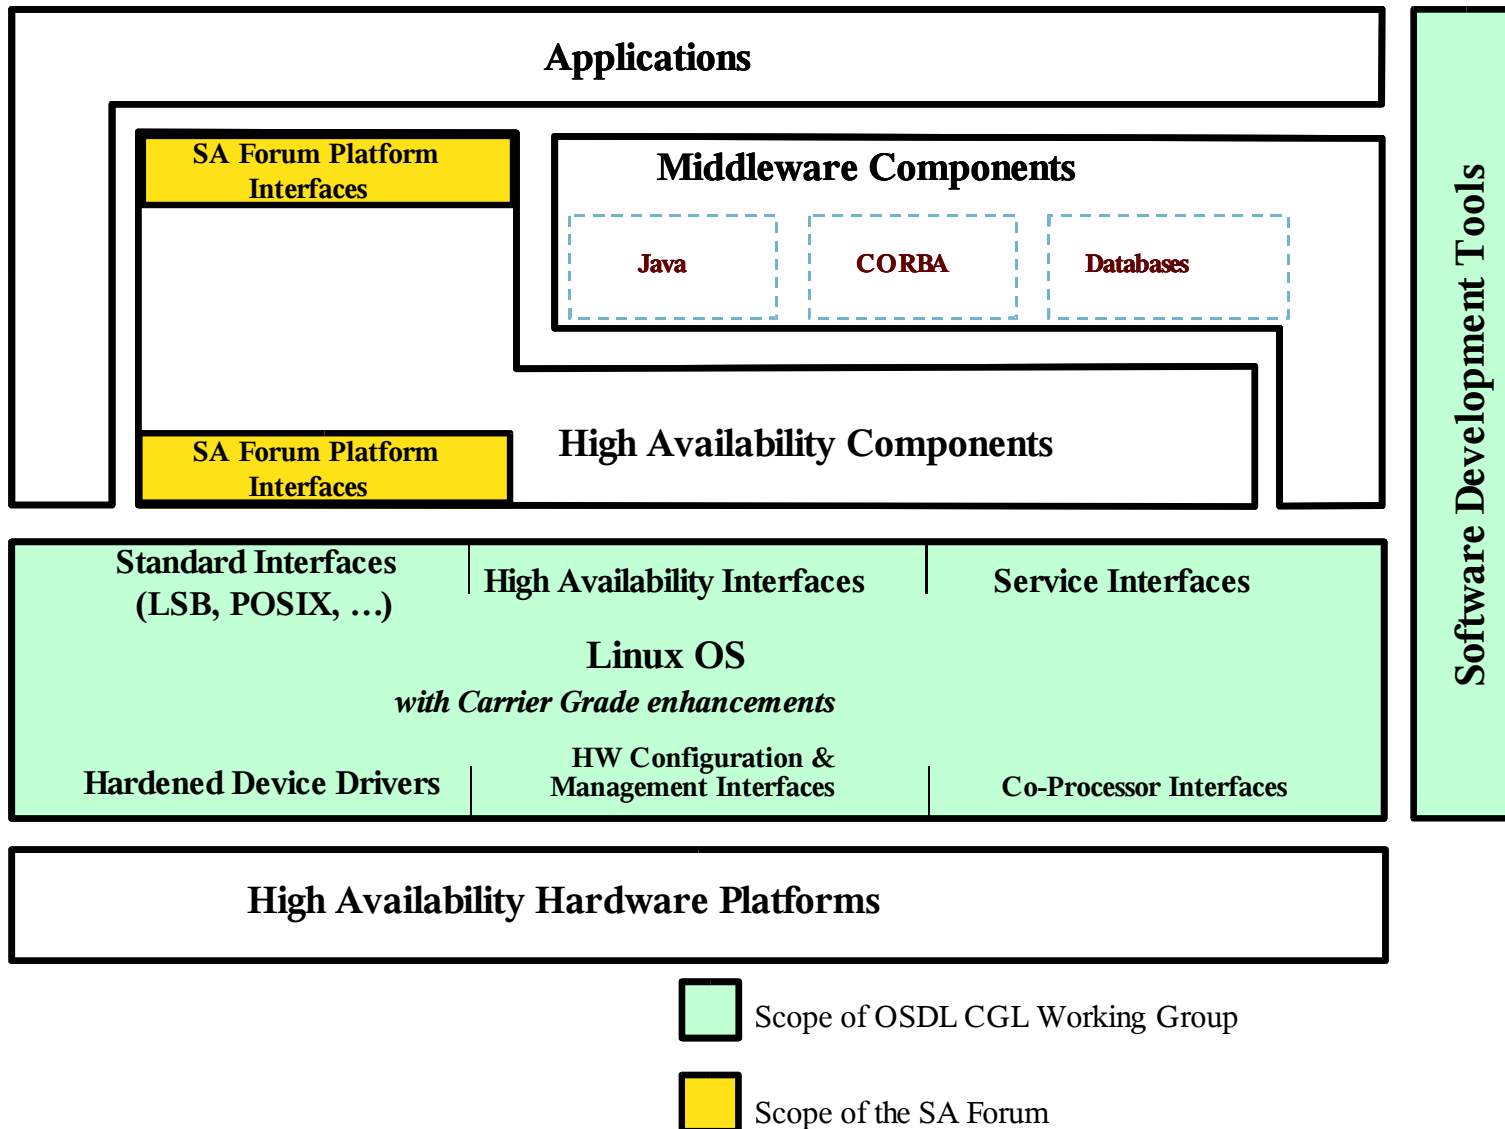 Applications
SA Forum Platform
Interfaces
Middleware Components
Java
CORBA
Databases
SA Forum Platform
Interfaces
High Availability Components
Standard Interfaces
(LSB, POSIX, …)
High Availability Interfaces
Service Interfaces
Linux OS
with Carrier Grade enhancements
Hardened Device Drivers
HW Configuration &
Management Interfaces
Co-Processor Interfaces
High Availability Hardware Platforms
Software Development Tools
Scope of OSDL CGL Working Group
Scope of the SA Forum